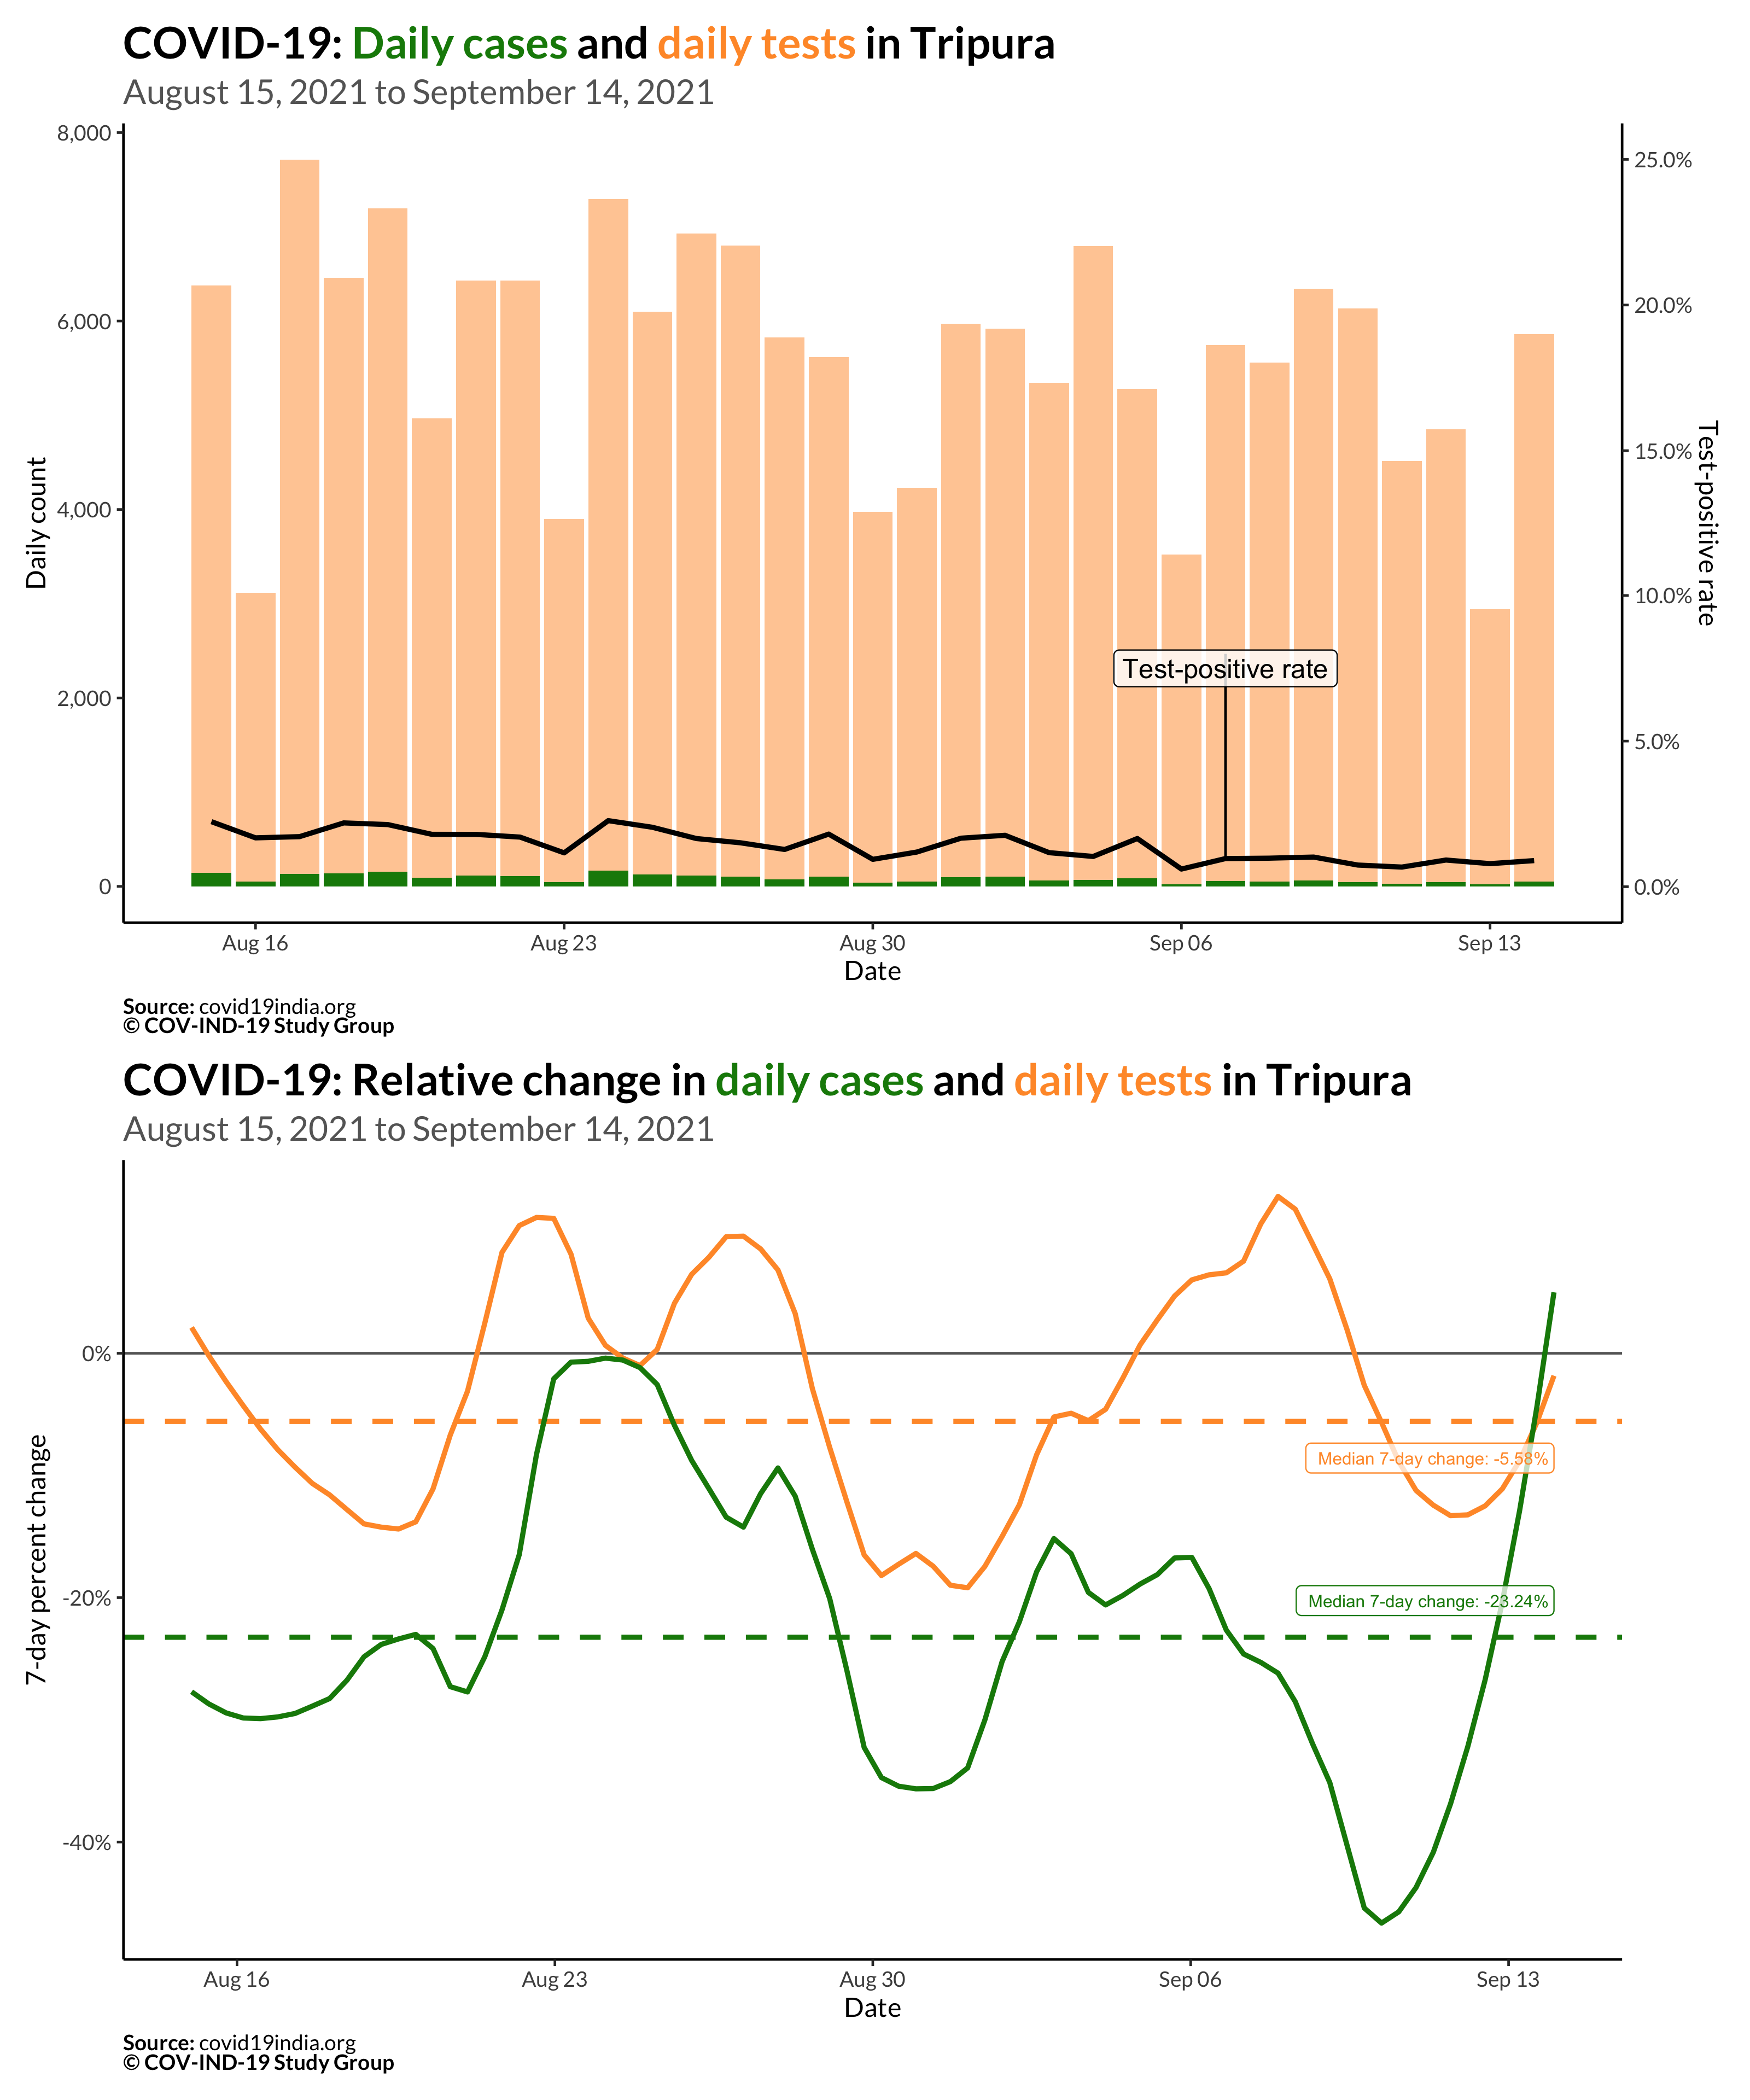 COVID-19: Daily cases and daily tests in Tripura
August 15, 2021 to September 14, 2021
8,000
6,000
4,000
2,000
0
Daily count
25.0%
20.0%
15.0%
10.0%
5.0%
0.0%
Test-positive rate
Test-positive rate
Aug 16
Aug 23
Aug 30
Sep 06
Sep 13
Date
Source: covid19india.org
© COV-IND-19 Study Group
COVID-19: Relative change in daily cases and daily tests in Tripura
August 15, 2021 to September 14, 2021
0%
-20%
-40%
7-day percent change
Median 7-day change: -5.58%
Median 7-day change: -23.24%
Aug 16
Aug 23
Aug 30
Sep 06
Sep 13
Date
Source: covid19india.org
© COV-IND-19 Study Group